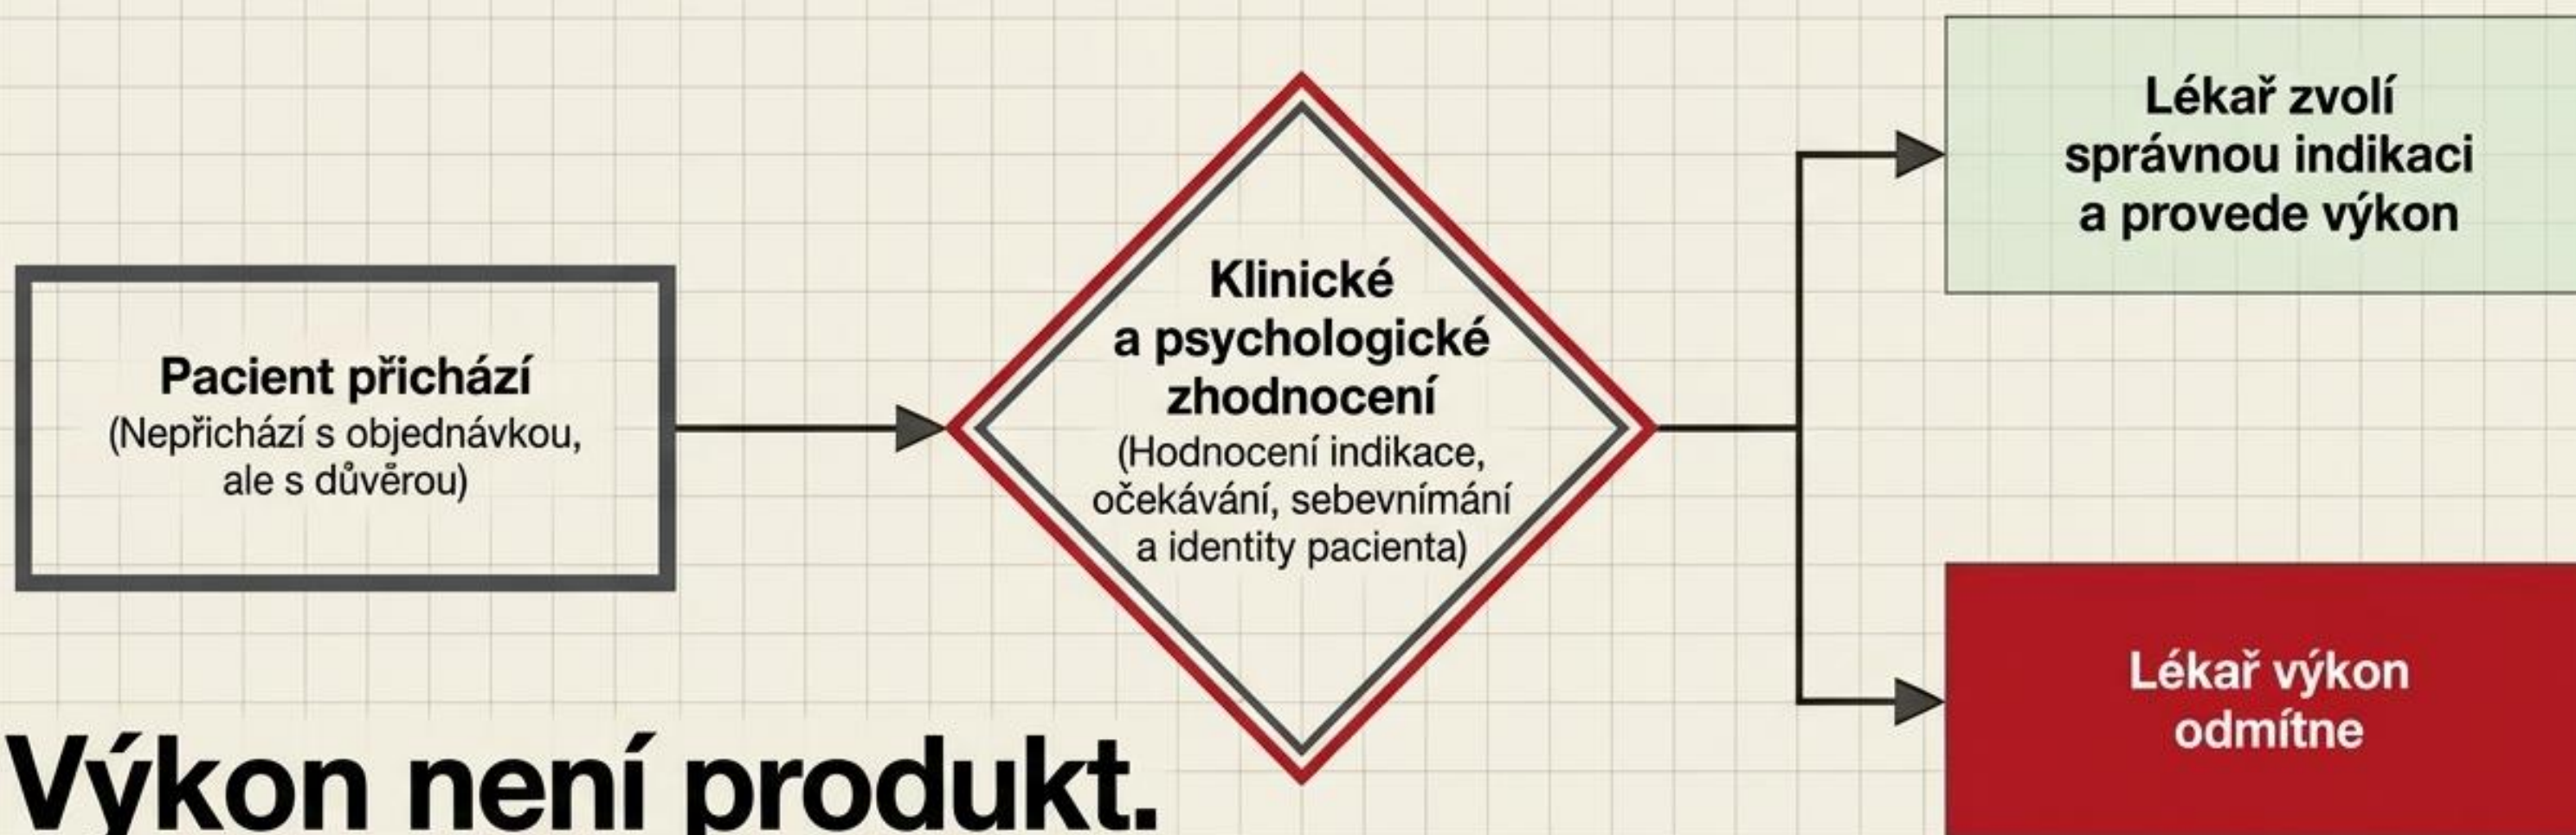 Pacient přichází
(Nepřichází s objednávkou,
ale s důvěrou)
Klinické
a psychologické
zhodnocení
(Hodnocení indikace,
očekávání, sebevnímání
a identity pacienta)
Lékař zvolí
správnou indikaci
a provede výkon
Lékař výkon
odmítne
Výkon není produkt.